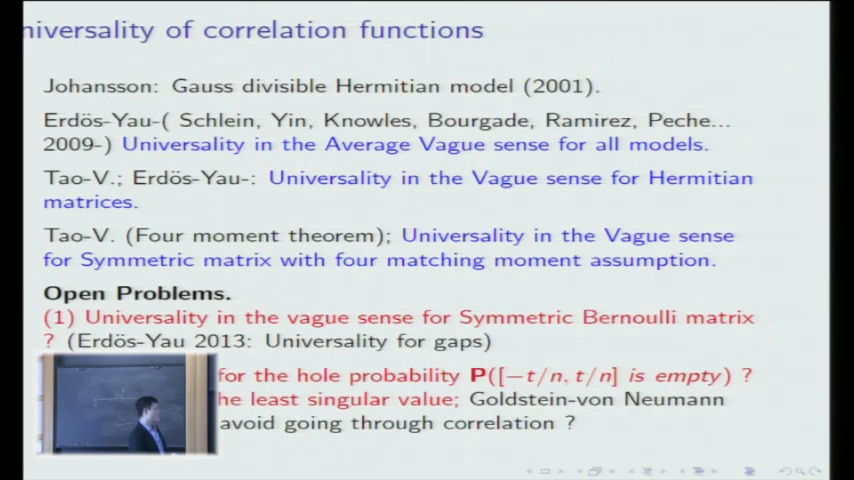 niversality of correlation functions
Johansson: Gauss divisible Hermitian model (2001).
Erdös-Yau-( Schlein, Yin, Knowles, Bourgade, Ramirez, Peche...
2009-) Universality in the Average Vague sense for all models.
Tao-V.; Erdös-Yau-: Universality in the Vague sense for Hermitian
matrices.
Tao-V. (Four moment theorem); Universality in the Vague sense
for Symmetric matrix with four matching moment assumption.
Open Problems.
(1) Universality in the vague sense for Symmetric Bernoulli matrix
? (Erdös-Yau 2013: Universality for gaps)
for the hole probability P([−t/n, t/n] is empty) ?
he least singular value; Goldstein-von Neumann
avoid going through correlation ?